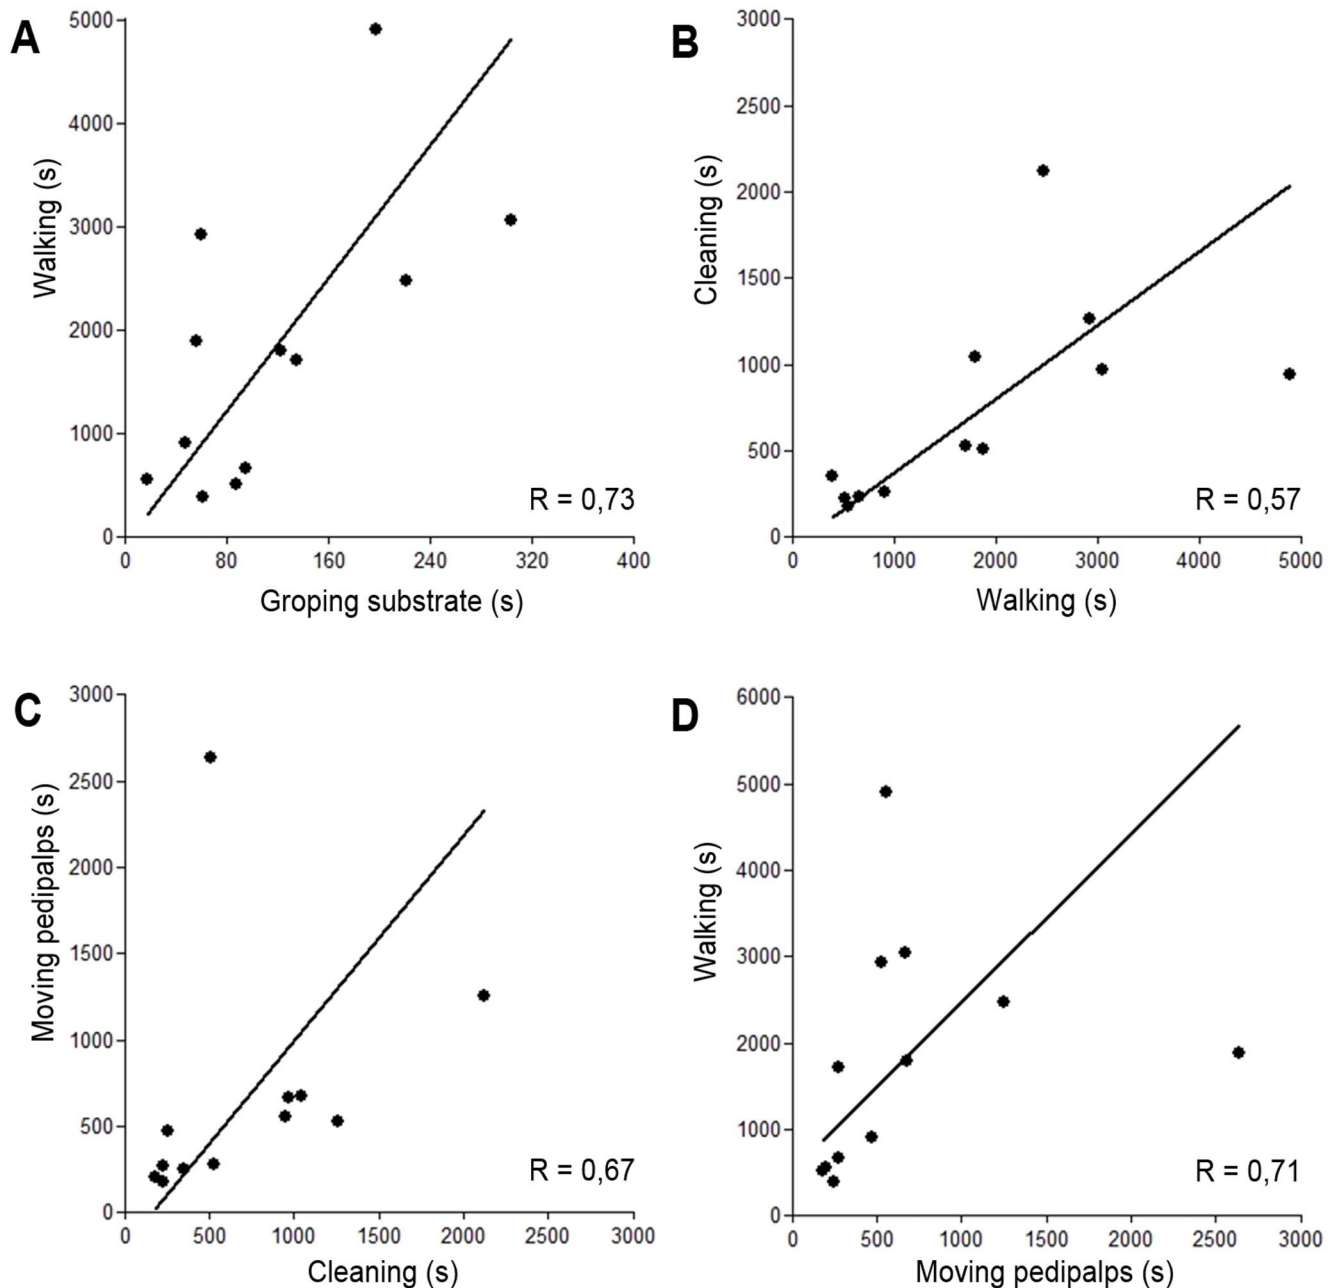 A
5000
4000
3000
2000
1000
0
Walking (s)
0 80 160 240 320 400
Groping substrate (s)
R = 0,73
B
3000
2500
2000
1500
1000
500
0
Cleaning (s)
0 1000 2000 3000 4000 5000
Walking (s)
R = 0,57
C
3000
2500
2000
1500
1000
500
0
Moving pedipalps (s)
0 500 1000 1500 2000 2500 3000
Cleaning (s)
R = 0,67
D
6000
5000
4000
3000
2000
1000
0
Walking (s)
0 500 1000 1500 2000 2500 3000
Moving pedipalps (s)
R = 0,71